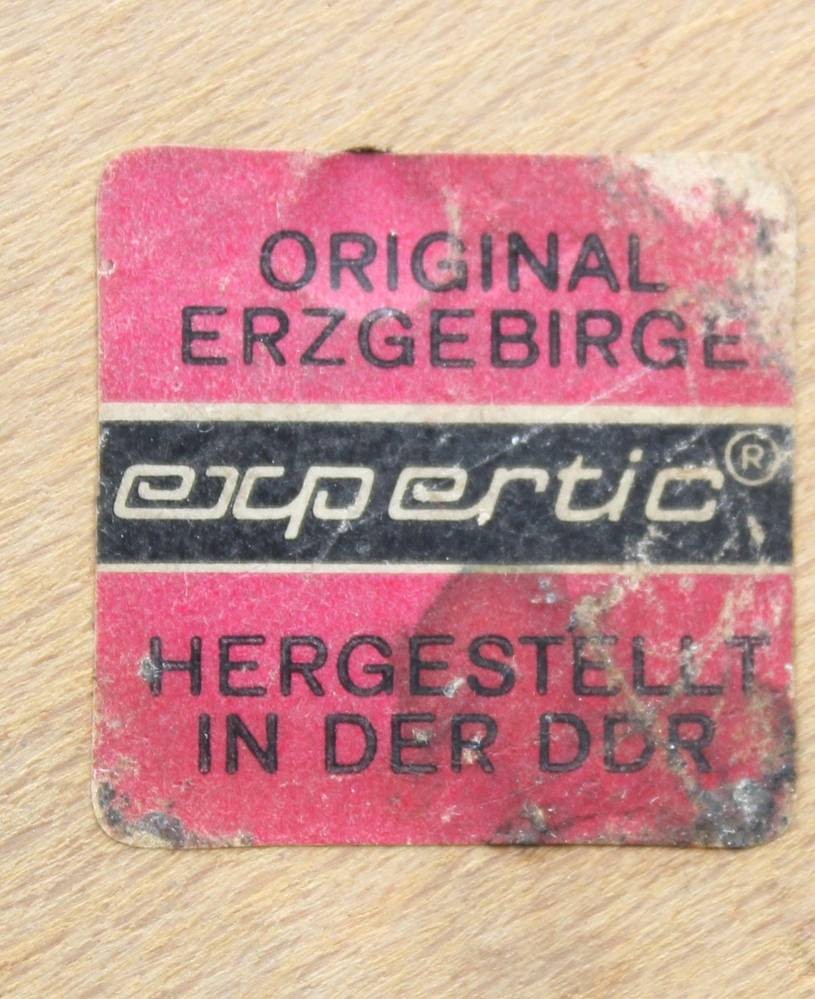 ORIGINAL
ERZGEBIRGE
expertic®
HERGESTELLT
IN DER DDR